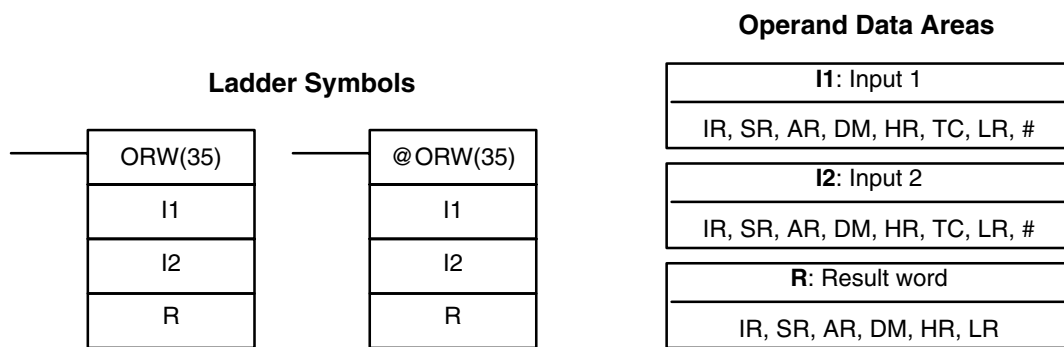 Ladder Symbols
ORW(35)
I1
I2
R
@ORW(35)
I1
I2
R
Operand Data Areas
I1: Input 1
IR, SR, AR, DM, HR, TC, LR, #
I2: Input 2
IR, SR, AR, DM, HR, TC, LR, #
R: Result word
IR, SR, AR, DM, HR, LR